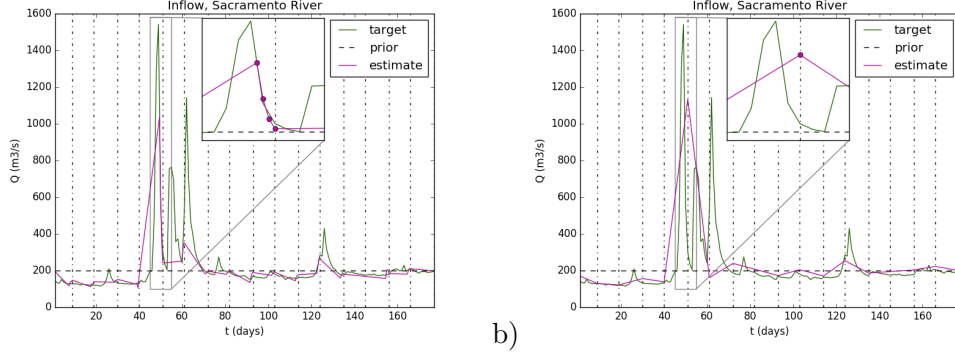 Inflow, Sacramento River
1600
1400
1200
1000
800
600
400
200
0
Q (m3/s)
20 40 60 80 100 120 140 160
t (days)
target
prior
estimate
b)
Inflow, Sacramento River
1600
1400
1200
1000
800
600
400
200
0
Q (m3/s)
20 40 60 80 100 120 140 160
t (days)
target
prior
estimate